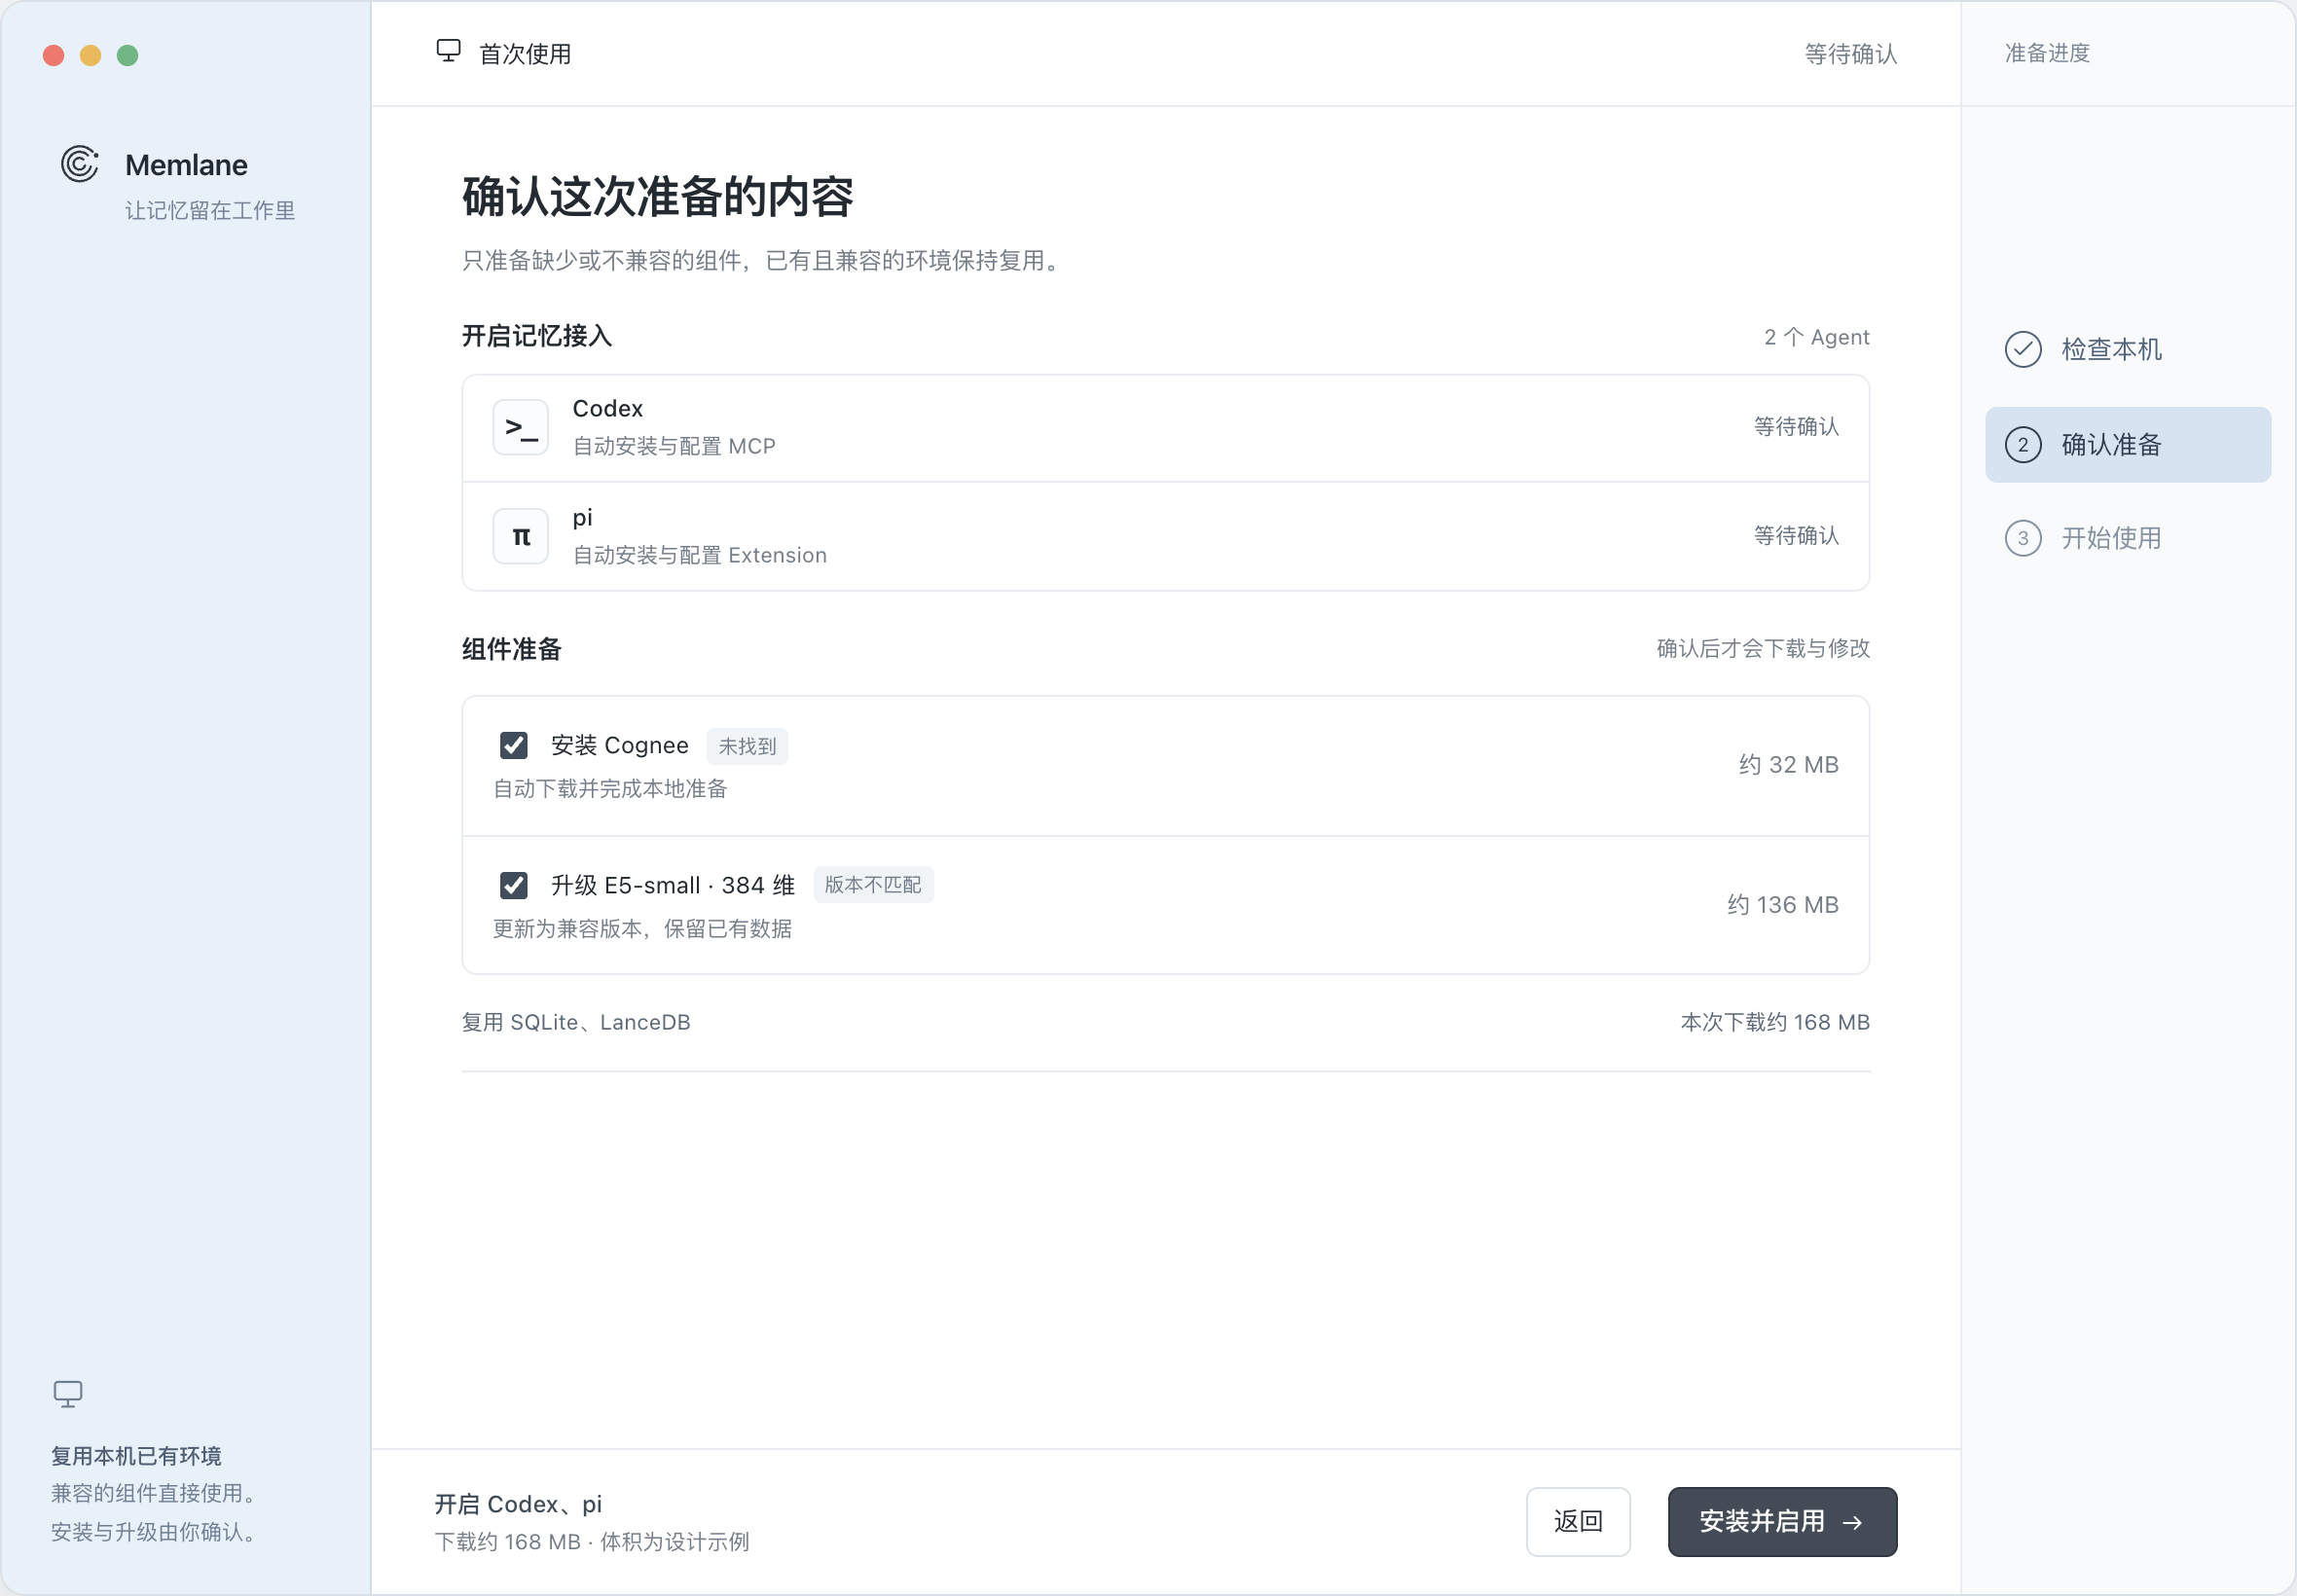 Memlane
让记忆留在工作里
复用本机已有环境
兼容的组件直接使用。
安装与升级由你确认。
首次使用
等待确认
确认这次准备的内容
只准备缺少或不兼容的组件，已有且兼容的环境保持复用。
开启记忆接入
2 个 Agent
>_
Codex
自动安装与配置 MCP
等待确认
π
pi
自动安装与配置 Extension
等待确认
组件准备
确认后才会下载与修改
安装 Cognee
未找到
自动下载并完成本地准备
约 32 MB
升级 E5-small · 384 维
版本不匹配
更新为兼容版本，保留已有数据
约 136 MB
复用 SQLite、LanceDB
本次下载约 168 MB
开启 Codex、pi
下载约 168 MB · 体积为设计示例
返回
安装并启用 →
准备进度
检查本机
2 确认准备
3 开始使用